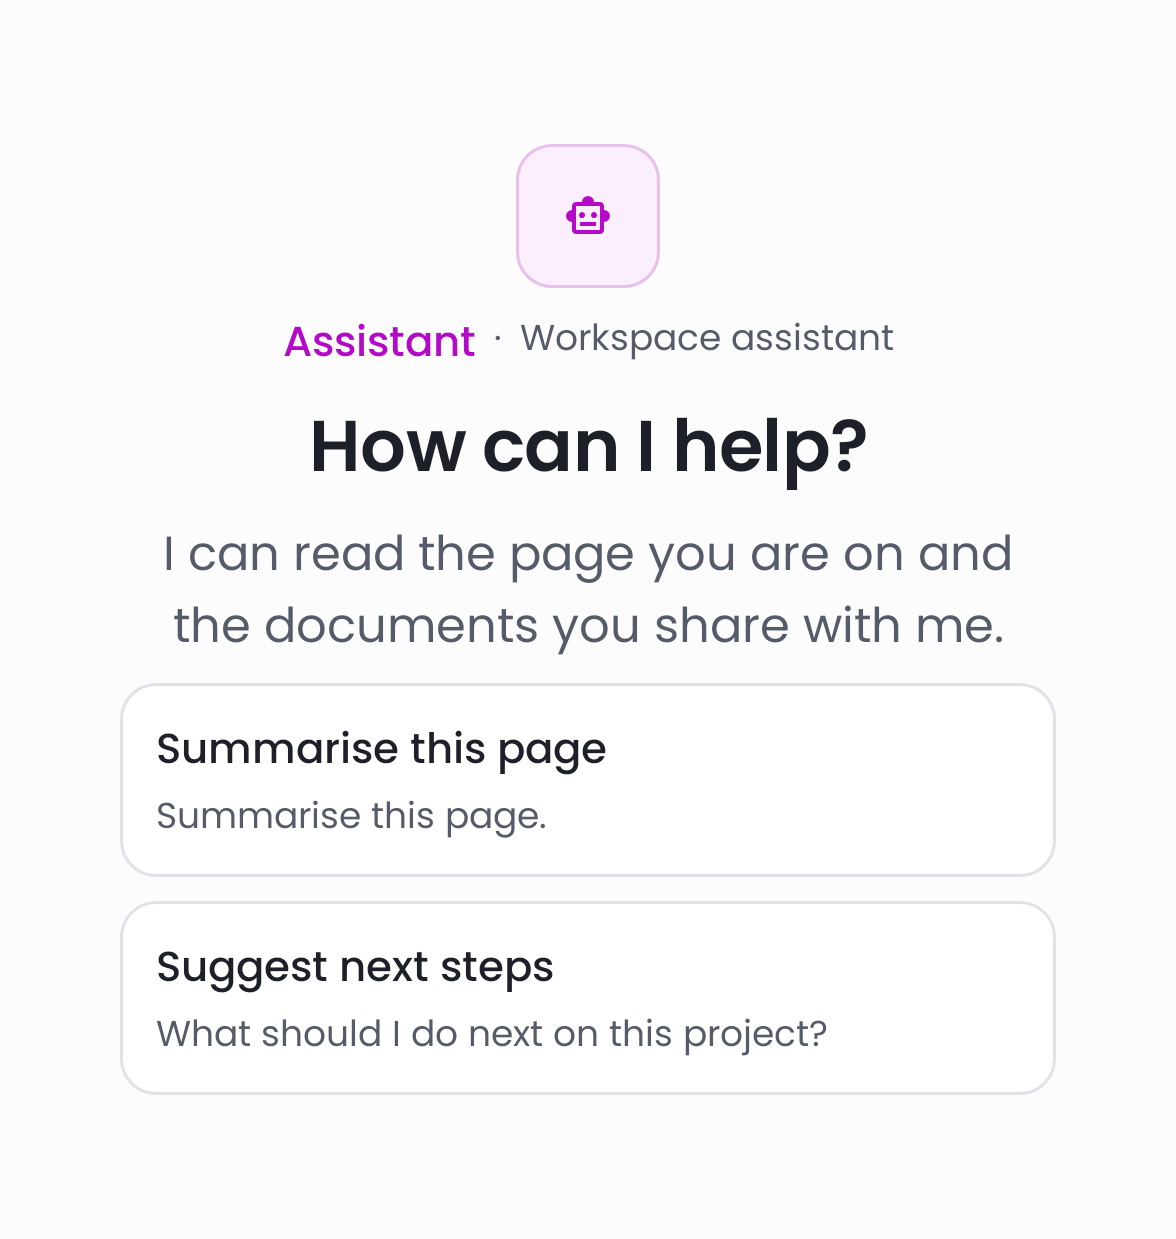 Assistant · Workspace assistant
How can I help?
I can read the page you are on and
the documents you share with me.
Summarise this page
Summarise this page.
Suggest next steps
What should I do next on this project?